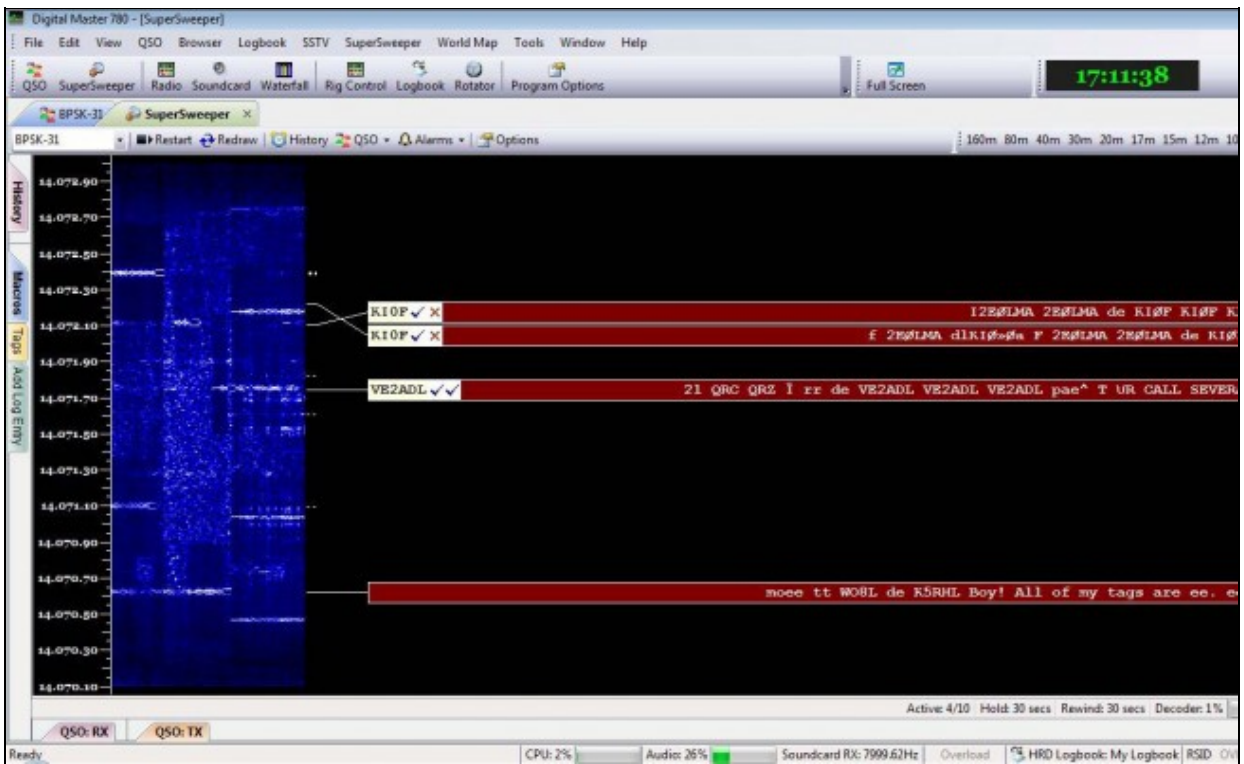 Digital Master 780 - [SuperSweeper]
File Edit View QSO Browser Logbook SSTV SuperSweeper World Map Tools Window Help
QSO SuperSweeper Radio Soundcard Waterfall Rig Control Logbook Rotator Program Options Full Screen 17:11:38
BPSK-31 SuperSweeper ×
BPSK-31 Restart Redraw History QSO Alarms Options 160m 80m 40m 30m 20m 17m 15m 12m 10
History
Macros
Tags
Add Log Entry
14.072.90
14.072.70
14.072.50
14.072.30
KI0F I2EØLMA 2EØLMA de KIØF KIØF K
14.072.10
KI0F f 2EØLMA dlKIØ»Øa F 2EØLMA 2EØLMA de KIØ
14.071.90
VE2ADL 21 QRC QRZ Ï rr de VE2ADL VE2ADL VE2ADL pae^ T UR CALL SEVER
14.071.70
14.071.50
14.071.30
14.071.10
14.070.90
14.070.70
moee tt WO8L de K5RHL Boy! All of my tags are ee. e
14.070.50
14.070.30
14.070.10
Active: 4/10 Hold: 30 secs Rewind: 30 secs Decoder: 1%
QSO: RX QSO: TX
Ready CPU: 2% Audio: 26% Soundcard RX: 7999.62Hz Overload HRD Logbook: My Logbook RSID OV